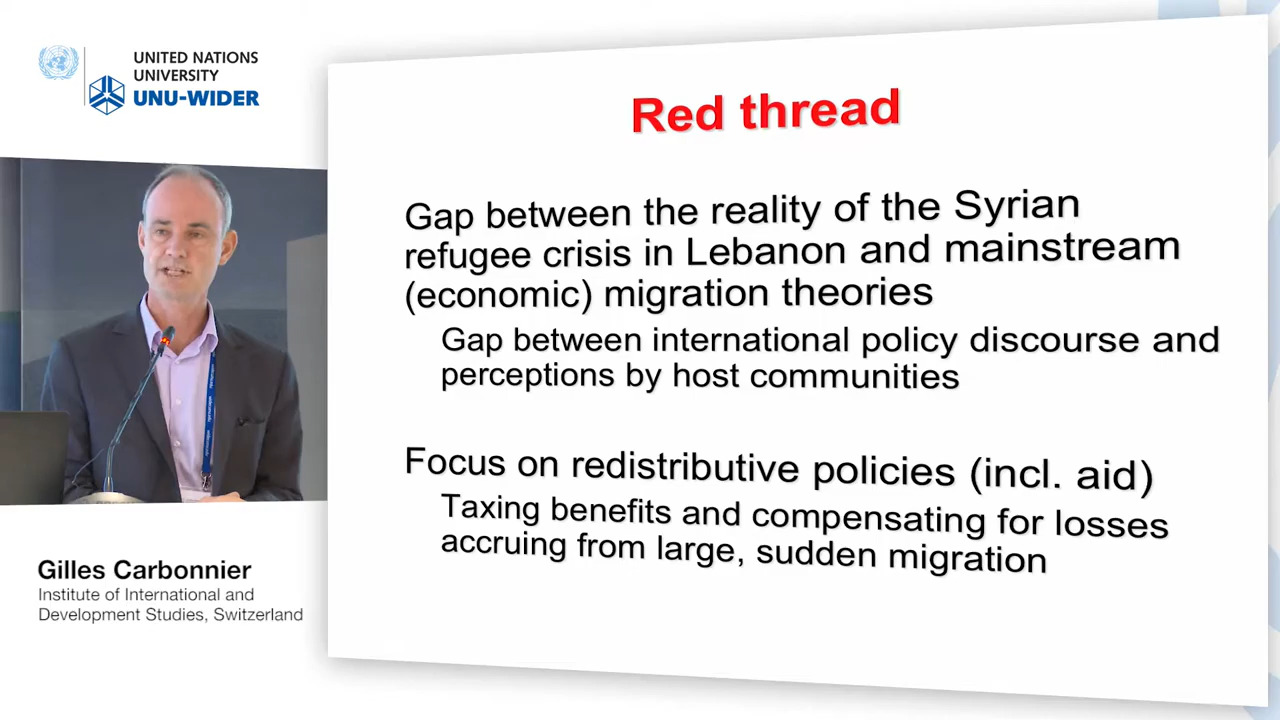 UNITED NATIONS
UNIVERSITY
UNU-WIDER
Red thread
Gap between the reality of the Syrian
refugee crisis in Lebanon and mainstream
(economic) migration theories
Gap between international policy discourse and
perceptions by host communities
Focus on redistributive policies (incl. aid)
Taxing benefits and compensating for losses
accruing from large, sudden migration
Gilles Carbonnier
Institute of International and
Development Studies, Switzerland